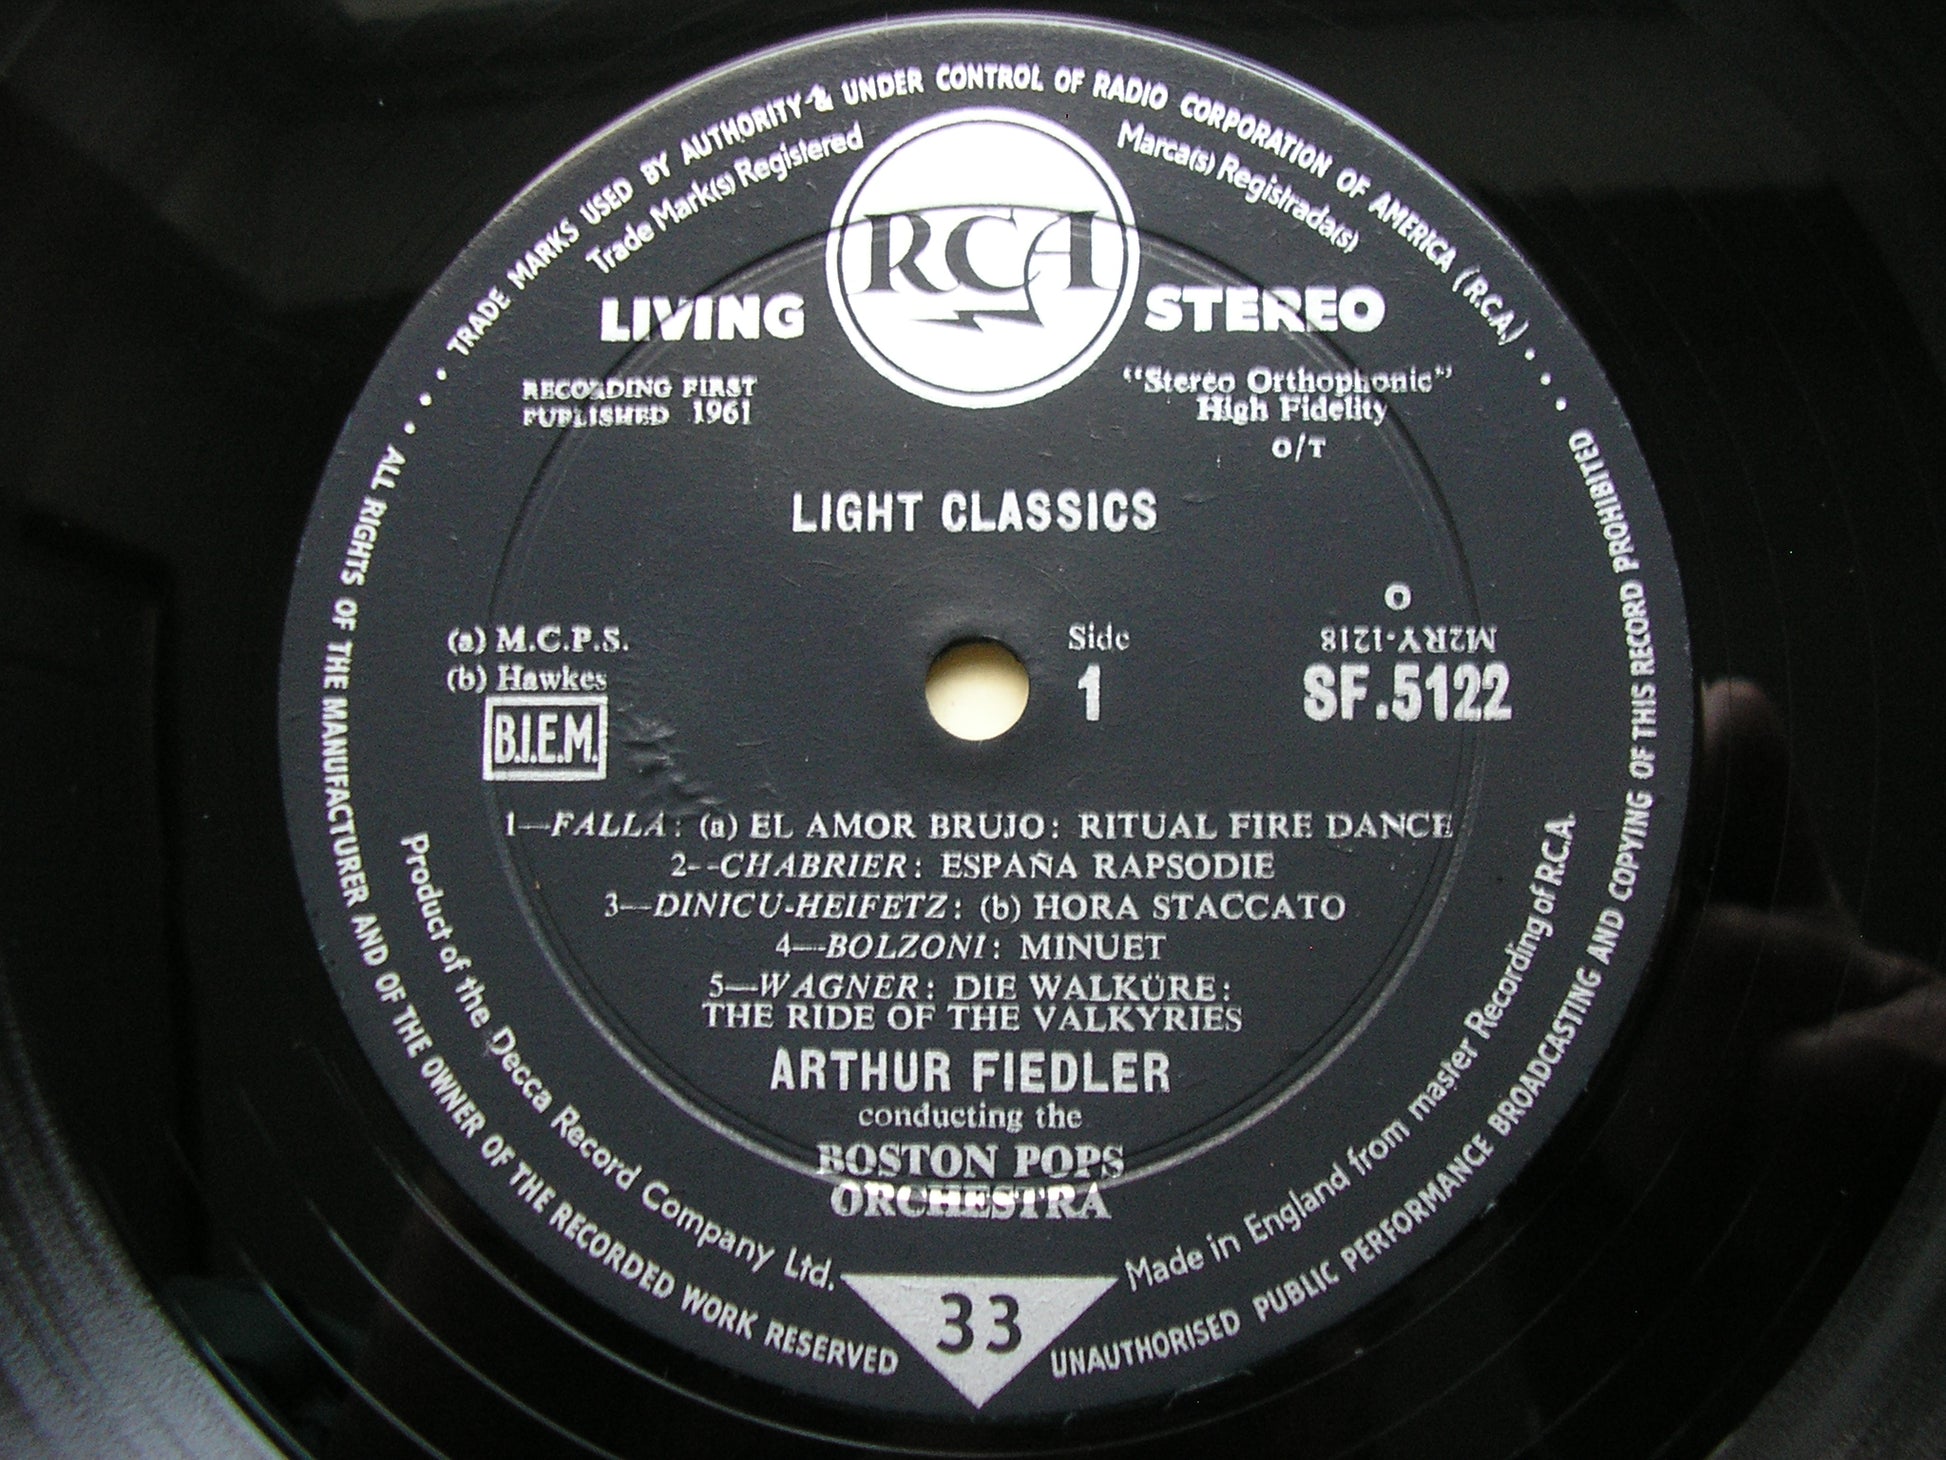 TRADE MARKS USED BY AUTHORITY & UNDER CONTROL OF RADIO CORPORATION OF AMERICA (R.C.A.)
Trade Mark(s) Registered
Marca(s) Registrada(s)
RCA
LIVING STEREO
RECORDING FIRST
PUBLISHED 1961
"Stereo Orthophonic"
High Fidelity
O/T
LIGHT CLASSICS
(a) M.C.P.S.
(b) Hawkes
B.I.E.M.
Side
1
O
M2RY-1218
SF.5122
1—FALLA: (a) EL AMOR BRUJO: RITUAL FIRE DANCE
2--CHABRIER: ESPAÑA RAPSODIE
3—DINICU-HEIFETZ: (b) HORA STACCATO
4—BOLZONI: MINUET
5—WAGNER: DIE WALKÜRE:
THE RIDE OF THE VALKYRIES
ARTHUR FIEDLER
conducting the
BOSTON POPS
ORCHESTRA
Product of the Decca Record Company Ltd.
Made in England from master Recording of R.C.A.
33
ALL RIGHTS OF THE MANUFACTURER AND OF THE OWNER OF THE RECORDED WORK RESERVED
UNAUTHORISED PUBLIC PERFORMANCE BROADCASTING AND COPYING OF THIS RECORD PROHIBITED